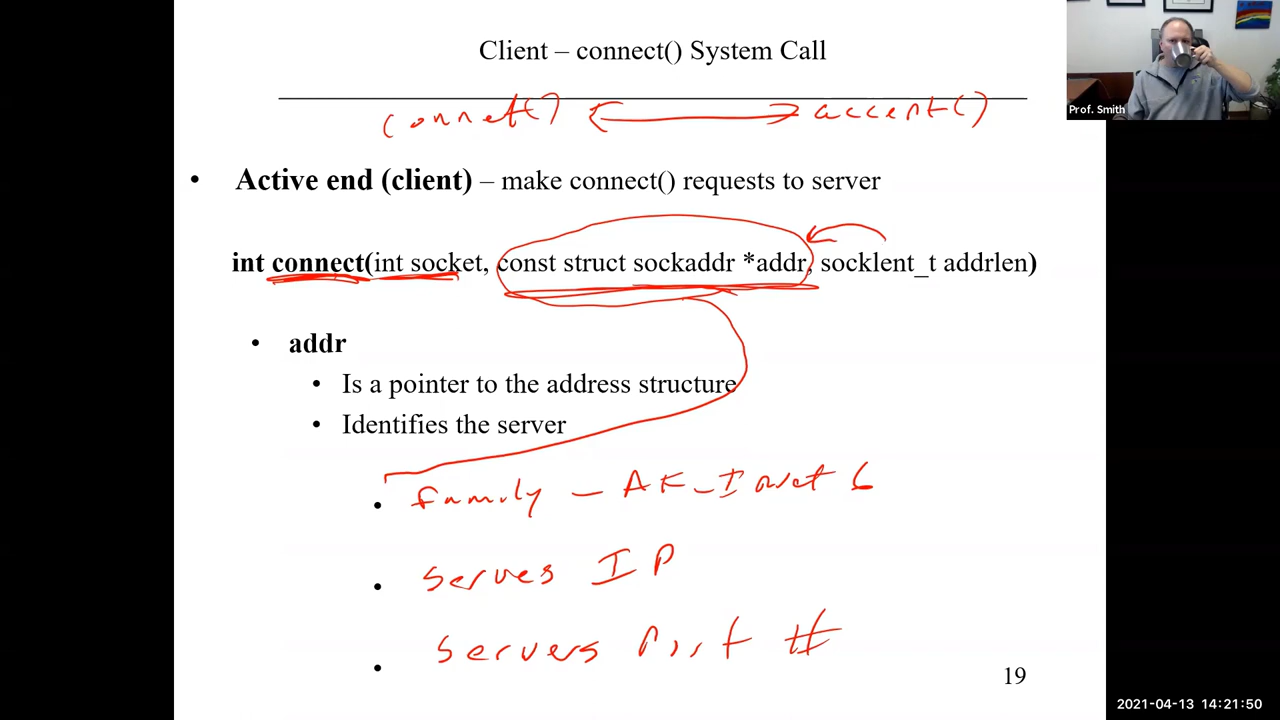 Client – connect() System Call
connet() accent()
Prof. Smith
• Active end (client) – make connect() requests to server
int connect(int socket, const struct sockaddr *addr, socklent_t addrlen)
• addr
• Is a pointer to the address structure
• Identifies the server
• family – AF_Inet 6
• servers IP
• servers Port #
19
2021-04-13 14:21:50